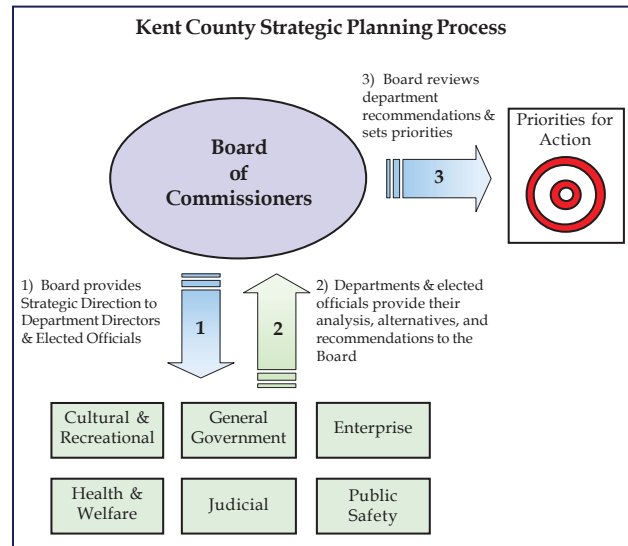 Kent County Strategic Planning Process
3) Board reviews
department
recommendations &
sets priorities
Priorities for
Action
Board
of
Commissioners
3
1) Board provides
Strategic Direction to
Department Directors
& Elected Officials
1
2
2) Departments & elected
officials provide their
analysis, alternatives, and
recommendations to the
Board
Cultural &
Recreational
General
Government
Enterprise
Health &
Welfare
Judicial
Public
Safety